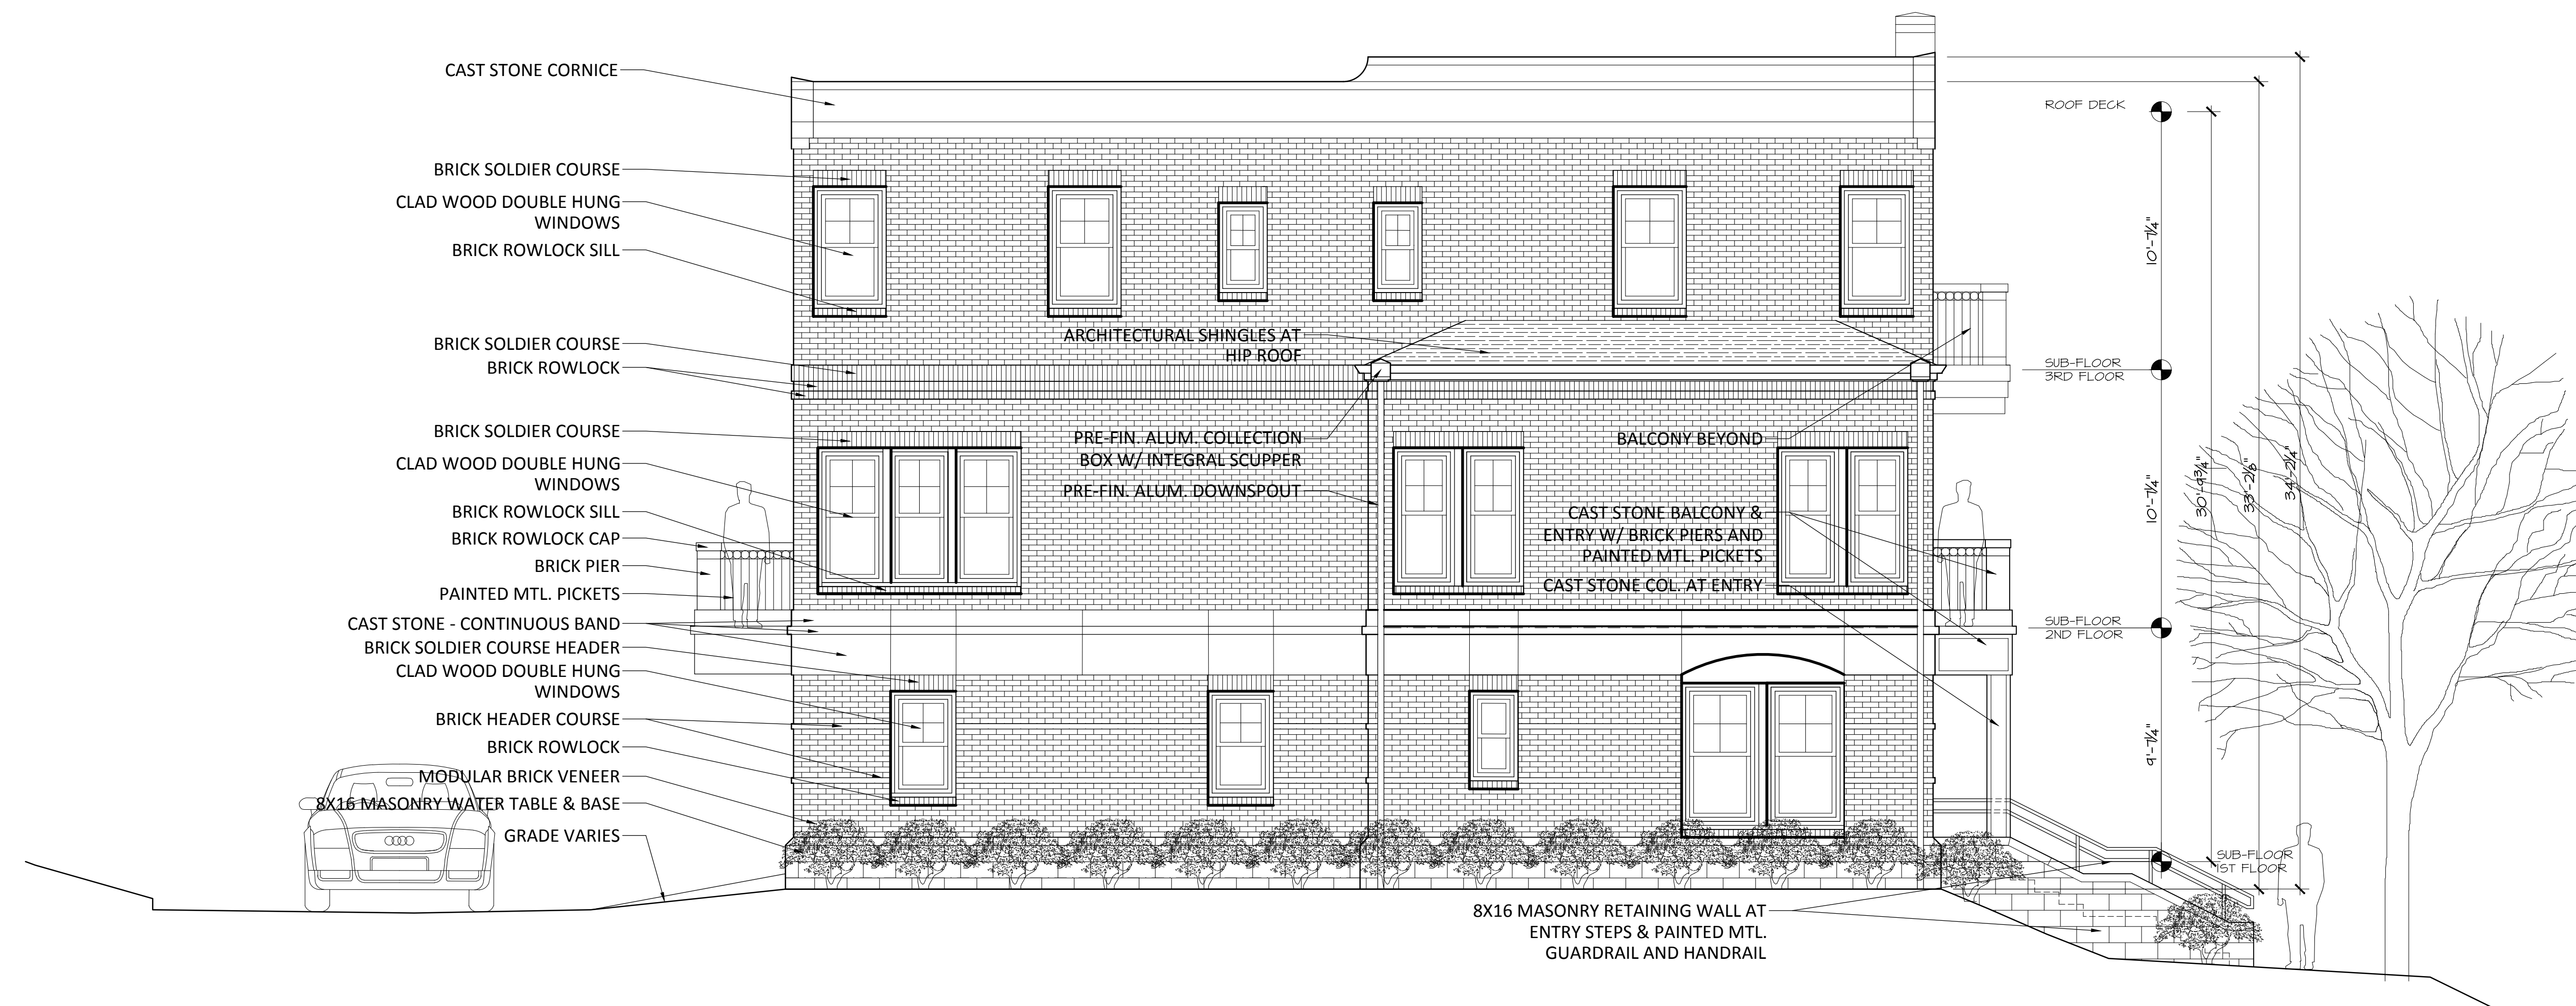 CAST STONE CORNICE
BRICK SOLDIER COURSE
CLAD WOOD DOUBLE HUNG
WINDOWS
BRICK ROWLOCK SILL
BRICK SOLDIER COURSE
BRICK ROWLOCK
BRICK SOLDIER COURSE
CLAD WOOD DOUBLE HUNG
WINDOWS
BRICK ROWLOCK SILL
BRICK ROWLOCK CAP
BRICK PIER
PAINTED MTL. PICKETS
CAST STONE - CONTINUOUS BAND
BRICK SOLDIER COURSE HEADER
CLAD WOOD DOUBLE HUNG
WINDOWS
BRICK HEADER COURSE
BRICK ROWLOCK
MODULAR BRICK VENEER
8X16 MASONRY WATER TABLE & BASE
GRADE VARIES
ARCHITECTURAL SHINGLES AT
HIP ROOF
PRE-FIN. ALUM. COLLECTION
BOX W/ INTEGRAL SCUPPER
PRE-FIN. ALUM. DOWNSPOUT
BALCONY BEYOND
CAST STONE BALCONY &
ENTRY W/ BRICK PIERS AND
PAINTED MTL. PICKETS
CAST STONE COL. AT ENTRY
8X16 MASONRY RETAINING WALL AT
ENTRY STEPS & PAINTED MTL.
GUARDRAIL AND HANDRAIL
ROOF DECK
10'-7¼"
SUB-FLOOR
3RD FLOOR
10'-7¼"
SUB-FLOOR
2ND FLOOR
9'-7¼"
SUB-FLOOR
1ST FLOOR
30'-9¾"
33'-2⅛"
34'-2¼"